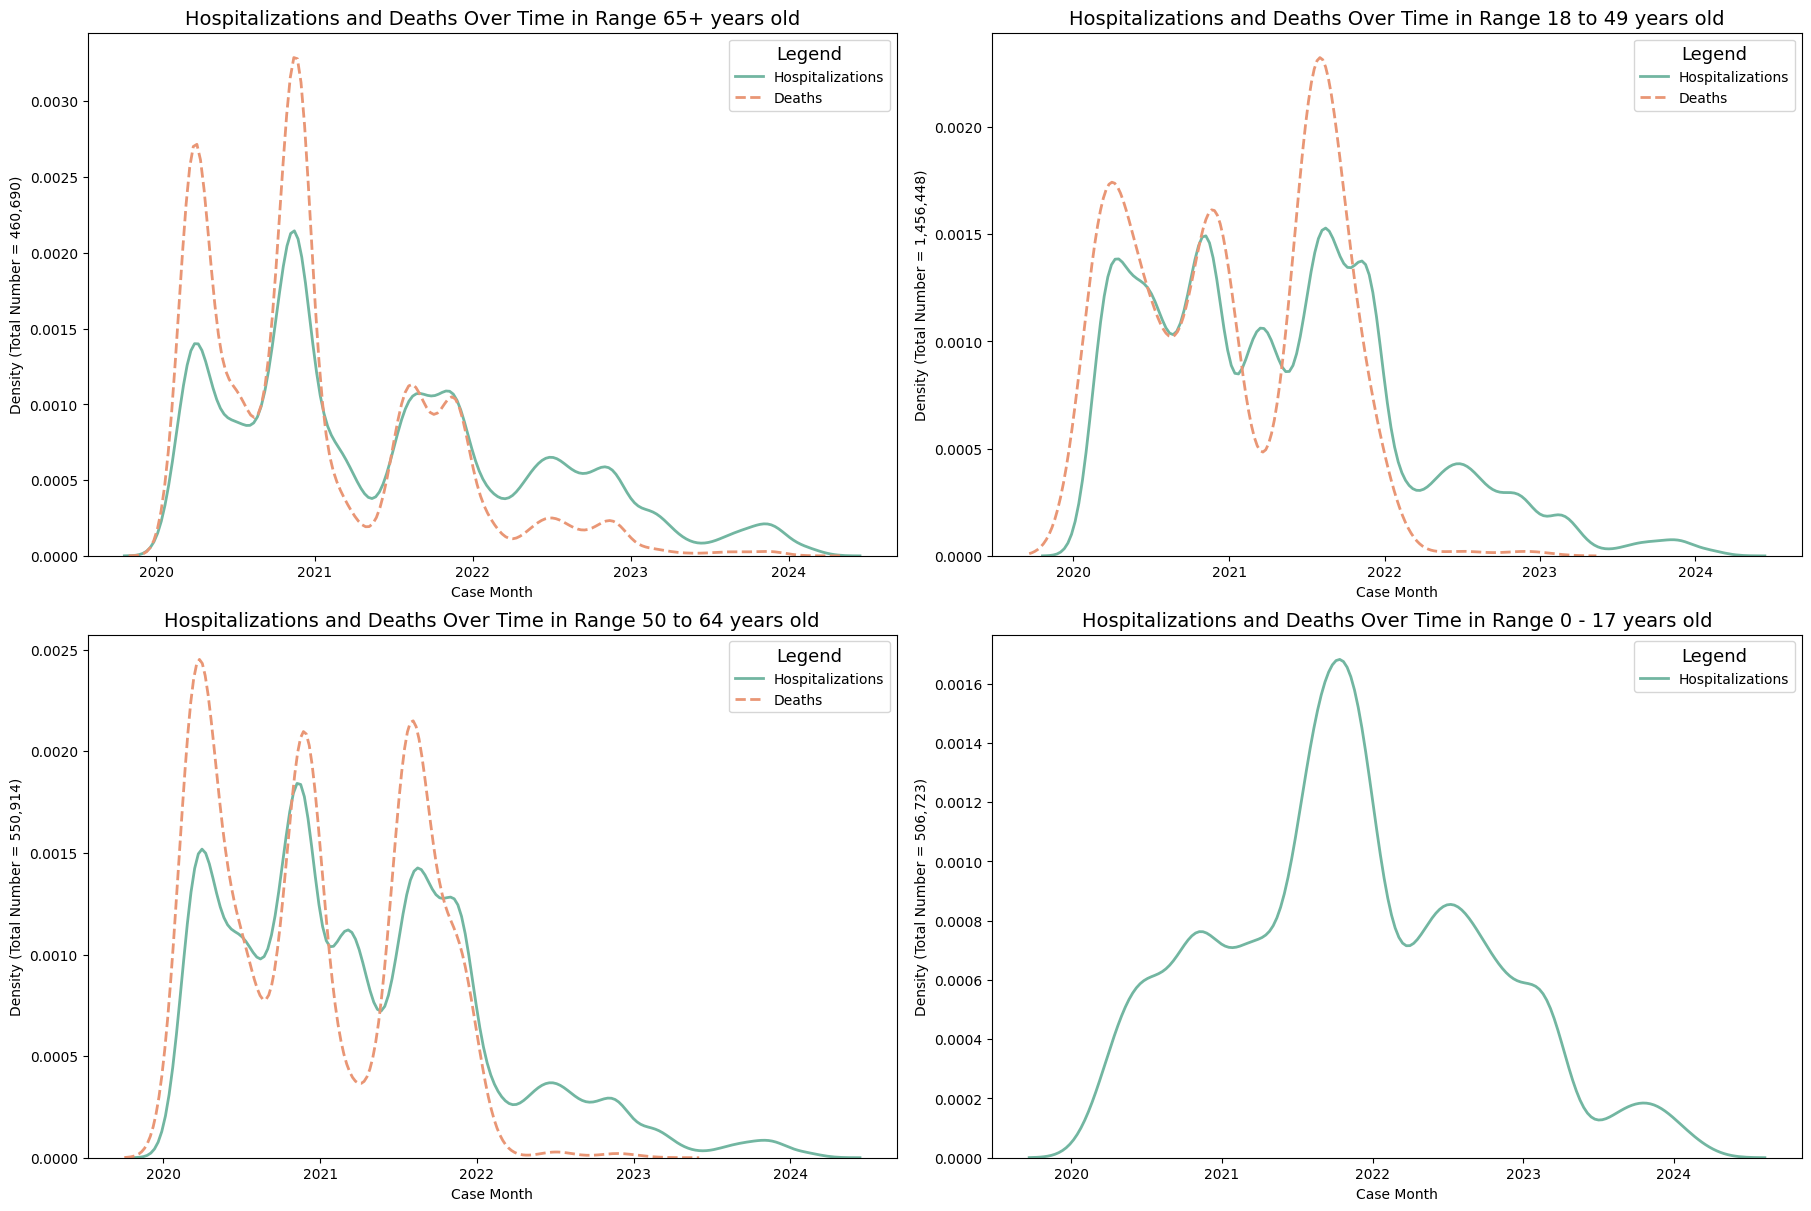 Hospitalizations and Deaths Over Time in Range 65+ years old
Legend
Hospitalizations
Deaths
Density (Total Number = 460,690)
0.0030
0.0025
0.0020
0.0015
0.0010
0.0005
0.0000
2020 2021 2022 2023 2024
Case Month
Hospitalizations and Deaths Over Time in Range 18 to 49 years old
Legend
Hospitalizations
Deaths
Density (Total Number = 1,456,448)
0.0020
0.0015
0.0010
0.0005
0.0000
2020 2021 2022 2023 2024
Case Month
Hospitalizations and Deaths Over Time in Range 50 to 64 years old
Legend
Hospitalizations
Deaths
Density (Total Number = 550,914)
0.0025
0.0020
0.0015
0.0010
0.0005
0.0000
2020 2021 2022 2023 2024
Case Month
Hospitalizations and Deaths Over Time in Range 0 - 17 years old
Legend
Hospitalizations
Density (Total Number = 506,723)
0.0016
0.0014
0.0012
0.0010
0.0008
0.0006
0.0004
0.0002
0.0000
2020 2021 2022 2023 2024
Case Month